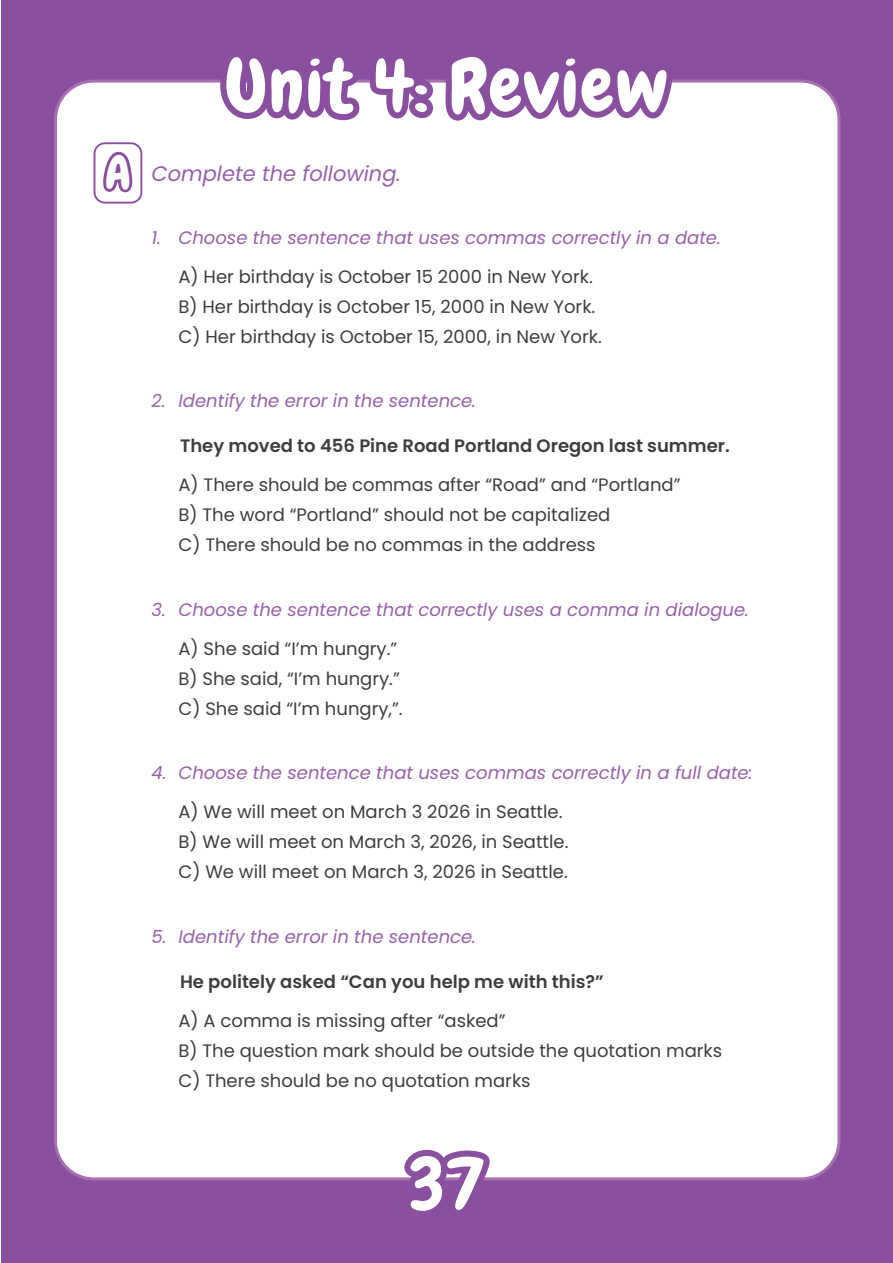 Unit 4: Review
A Complete the following.
1. Choose the sentence that uses commas correctly in a date.
A) Her birthday is October 15 2000 in New York.
B) Her birthday is October 15, 2000 in New York.
C) Her birthday is October 15, 2000, in New York.
2. Identify the error in the sentence.
They moved to 456 Pine Road Portland Oregon last summer.
A) There should be commas after “Road” and “Portland”
B) The word “Portland” should not be capitalized
C) There should be no commas in the address
3. Choose the sentence that correctly uses a comma in dialogue.
A) She said “I’m hungry.”
B) She said, “I’m hungry.”
C) She said “I’m hungry,”.
4. Choose the sentence that uses commas correctly in a full date:
A) We will meet on March 3 2026 in Seattle.
B) We will meet on March 3, 2026, in Seattle.
C) We will meet on March 3, 2026 in Seattle.
5. Identify the error in the sentence.
He politely asked “Can you help me with this?”
A) A comma is missing after “asked”
B) The question mark should be outside the quotation marks
C) There should be no quotation marks
37